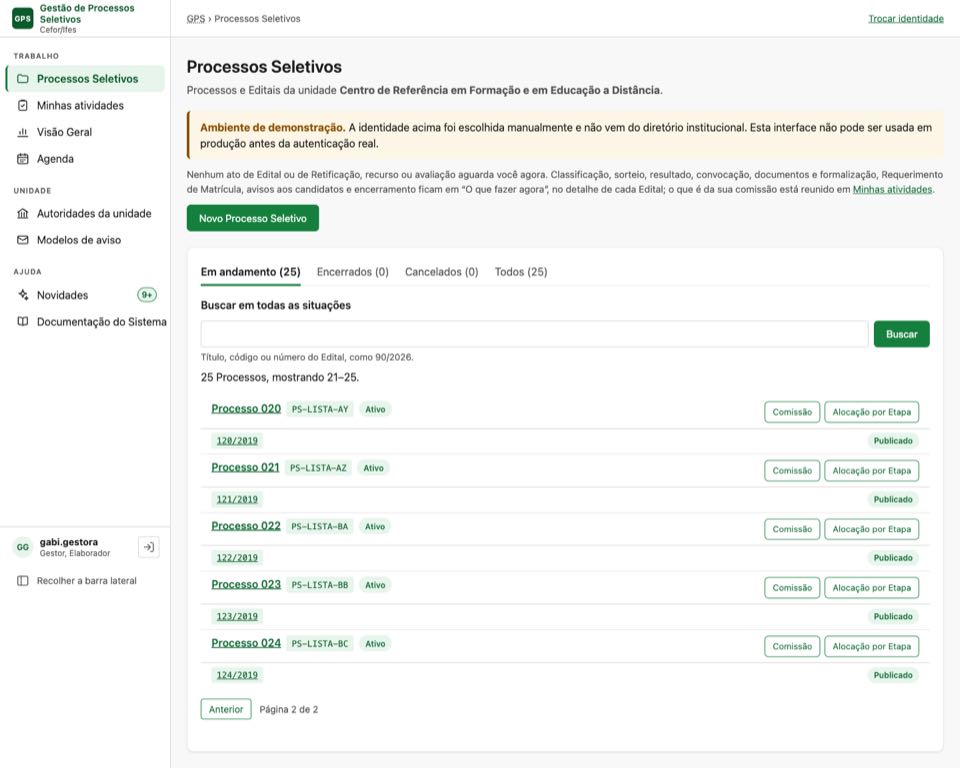 GPS
Gestão de Processos
Seletivos
Cefor/Ifes
GPS › Processos Seletivos
Trocar identidade
TRABALHO
Processos Seletivos
Minhas atividades
Visão Geral
Agenda
UNIDADE
Autoridades da unidade
Modelos de aviso
AJUDA
Novidades 9+
Documentação do Sistema
GG
gabi.gestora
Gestor, Elaborador
Recolher a barra lateral
Processos Seletivos
Processos e Editais da unidade Centro de Referência em Formação e em Educação a Distância.
Ambiente de demonstração. A identidade acima foi escolhida manualmente e não vem do diretório institucional. Esta interface não pode ser usada em
produção antes da autenticação real.
Nenhum ato de Edital ou de Retificação, recurso ou avaliação aguarda você agora. Classificação, sorteio, resultado, convocação, documentos e formalização, Requerimento
de Matrícula, avisos aos candidatos e encerramento ficam em "O que fazer agora", no detalhe de cada Edital; o que é da sua comissão está reunido em Minhas atividades.
Novo Processo Seletivo
Em andamento (25) Encerrados (0) Cancelados (0) Todos (25)
Buscar em todas as situações
Buscar
Título, código ou número do Edital, como 90/2026.
25 Processos, mostrando 21–25.
Processo 020 PS-LISTA-AY Ativo Comissão Alocação por Etapa
120/2019 Publicado
Processo 021 PS-LISTA-AZ Ativo Comissão Alocação por Etapa
121/2019 Publicado
Processo 022 PS-LISTA-BA Ativo Comissão Alocação por Etapa
122/2019 Publicado
Processo 023 PS-LISTA-BB Ativo Comissão Alocação por Etapa
123/2019 Publicado
Processo 024 PS-LISTA-BC Ativo Comissão Alocação por Etapa
124/2019 Publicado
Anterior Página 2 de 2